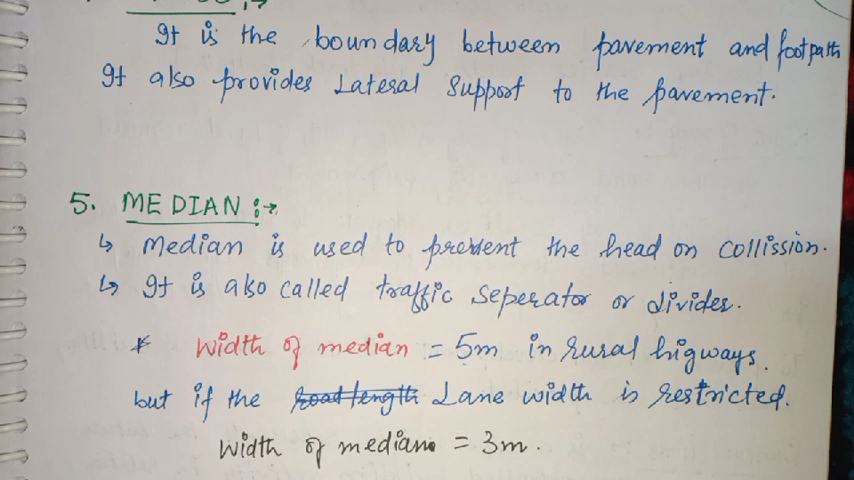 It is the boundary between pavement and footpath
It also provides Lateral Support to the pavement.
5. MEDIAN :→
↳ Median is used to prevent the head on collission.
↳ It is also called traffic seperator or divider.
* Width of median = 5m in rural higways.
but if the ~~road length~~ Lane width is restricted.
Width of median = 3m.